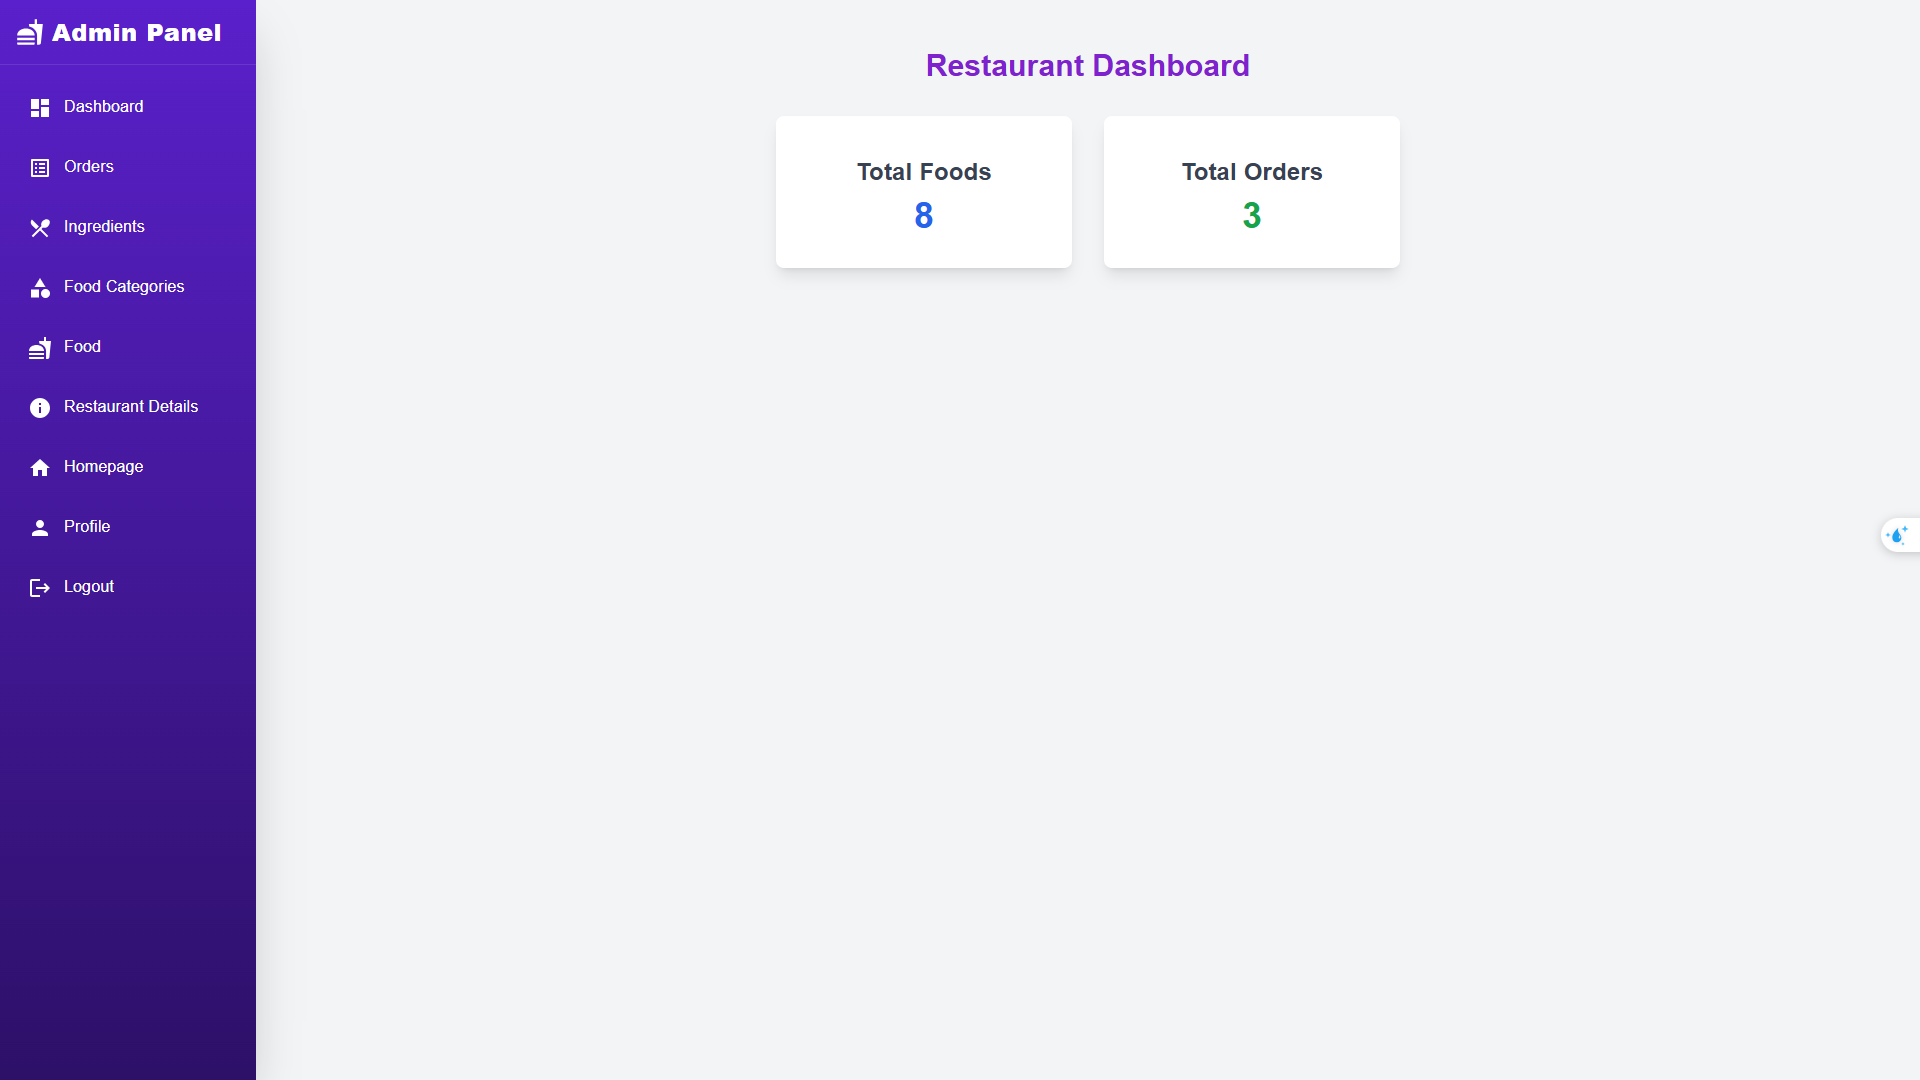 Admin Panel
Dashboard
Orders
Ingredients
Food Categories
Food
Restaurant Details
Homepage
Profile
Logout
Restaurant Dashboard
Total Foods
8
Total Orders
3